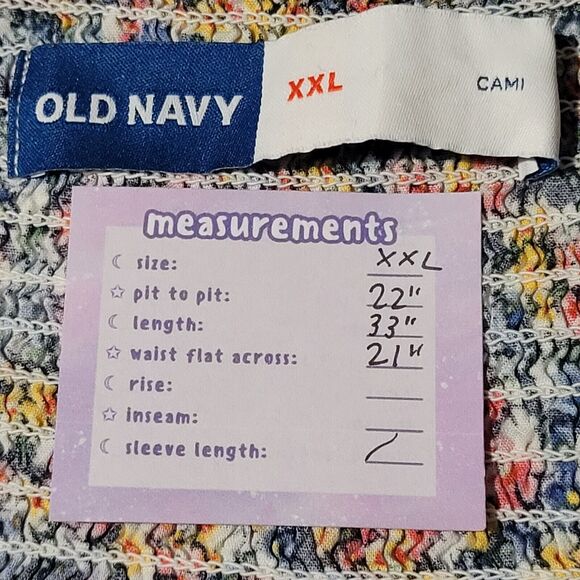 OLD NAVY XXL CAMI
measurements
size: XXL
pit to pit: 22"
length: 33"
waist flat across: 21"
rise:
inseam:
sleeve length: /